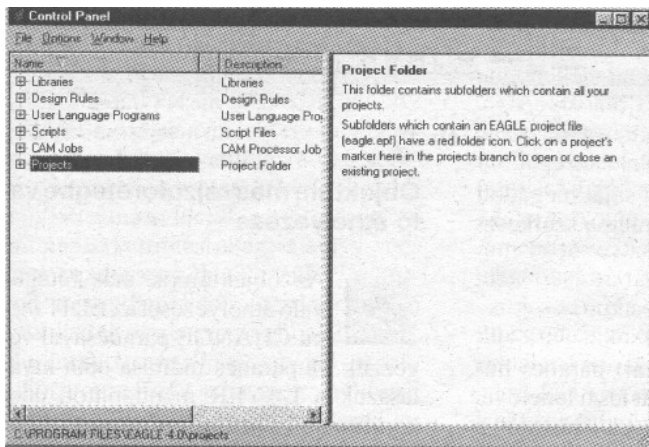 Control Panel
File Options Window Help
Name Description
Libraries Libraries
Design Rules Design Rules
User Language Programs User Language Pro
Scripts Script Files
CAM Jobs CAM Processor Job
Projects Project Folder
Project Folder
This folder contains subfolders which contain all your
projects.
Subfolders which contain an EAGLE project file
(eagle.epf) have a red folder icon. Click on a project's
marker here in the projects branch to open or close an
existing project.
C:\PROGRAM FILES\EAGLE 4.0\projects